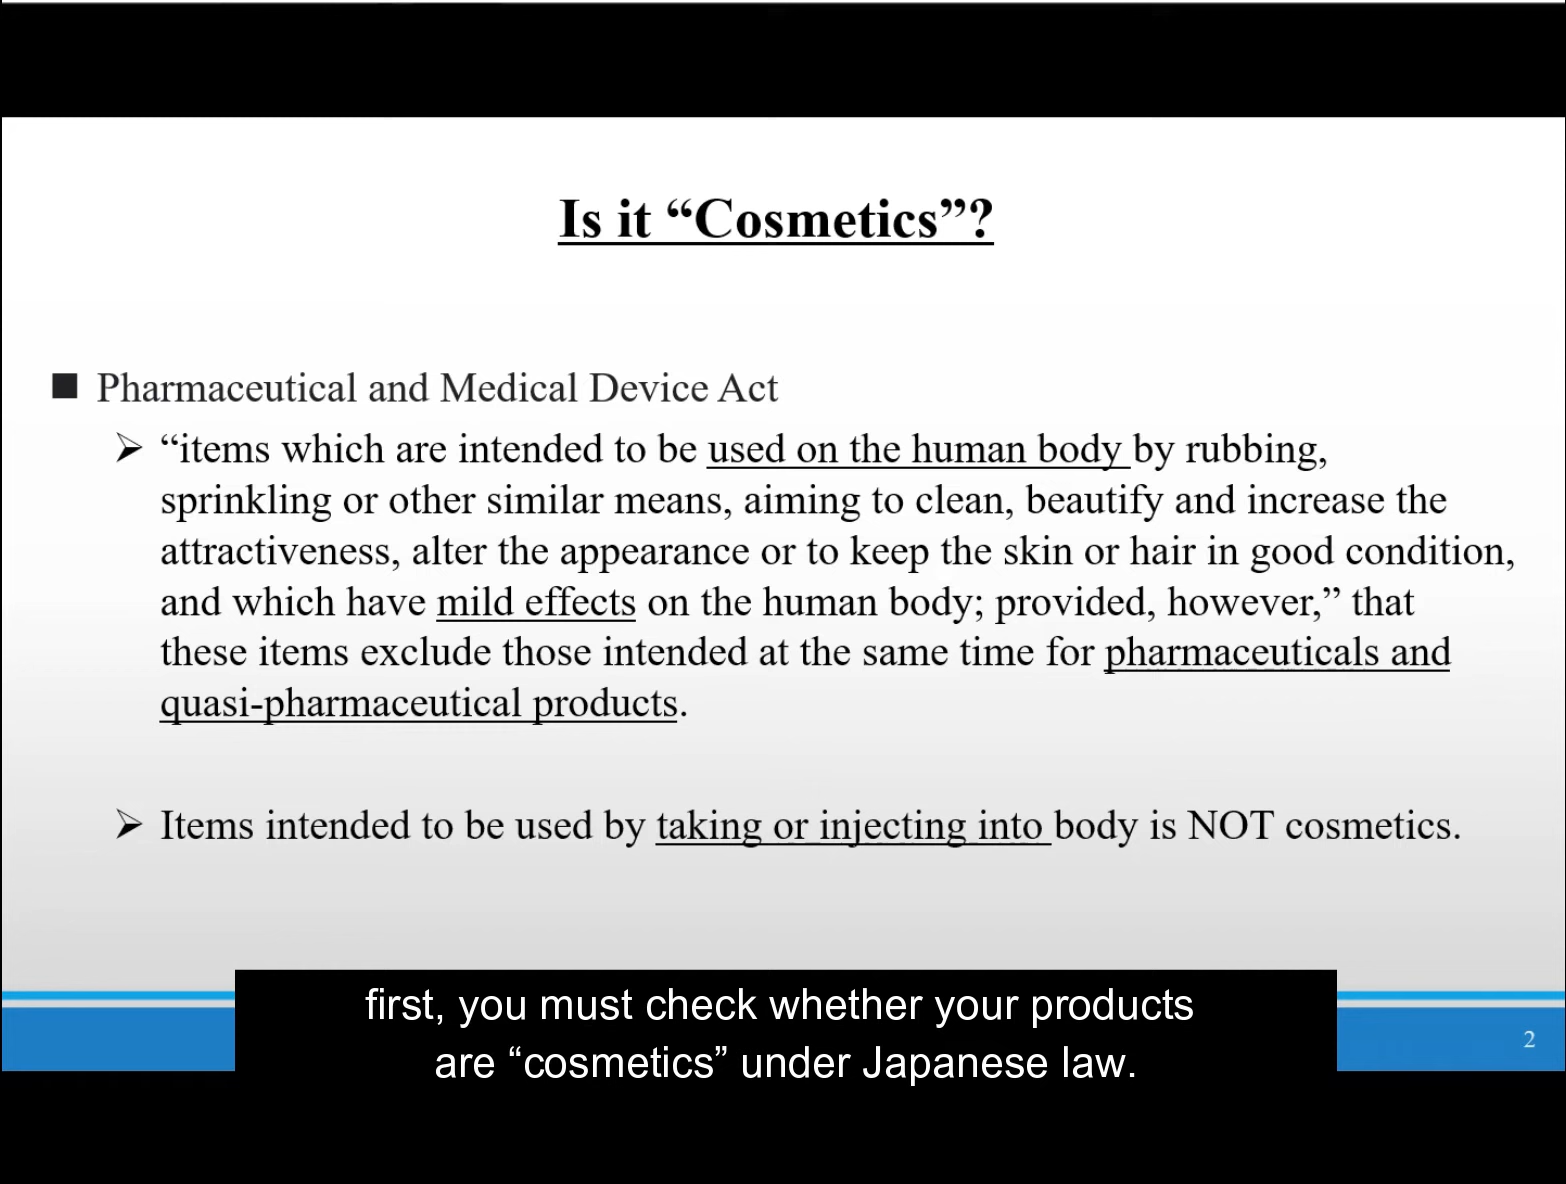 Is it “Cosmetics”?
■ Pharmaceutical and Medical Device Act
➢ “items which are intended to be used on the human body by rubbing,
sprinkling or other similar means, aiming to clean, beautify and increase the
attractiveness, alter the appearance or to keep the skin or hair in good condition,
and which have mild effects on the human body; provided, however,” that
these items exclude those intended at the same time for pharmaceuticals and
quasi-pharmaceutical products.
➢ Items intended to be used by taking or injecting into body is NOT cosmetics.
first, you must check whether your products
are “cosmetics” under Japanese law.
2